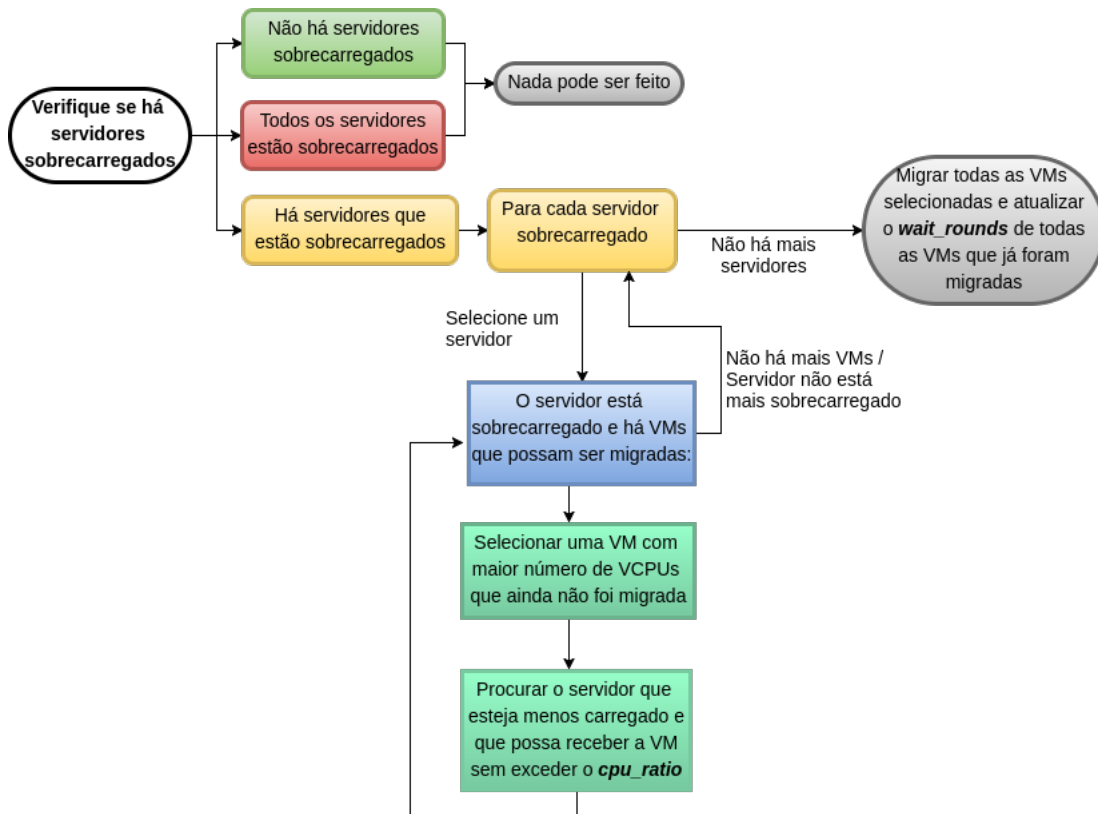 Não há servidores
sobrecarregados
Nada pode ser feito
Verifique se há
servidores
sobrecarregados
Todos os servidores
estão sobrecarregados
Há servidores que
estão sobrecarregados
Para cada servidor
sobrecarregado
Não há mais
servidores
Migrar todas as VMs
selecionadas e atualizar
o wait_rounds de todas
as VMs que já foram
migradas
Selecione um
servidor
Não há mais VMs /
Servidor não está
mais sobrecarregado
O servidor está
sobrecarregado e há VMs
que possam ser migradas:
Selecionar uma VM com
maior número de VCPUs
que ainda não foi migrada
Procurar o servidor que
esteja menos carregado e
que possa receber a VM
sem exceder o cpu_ratio